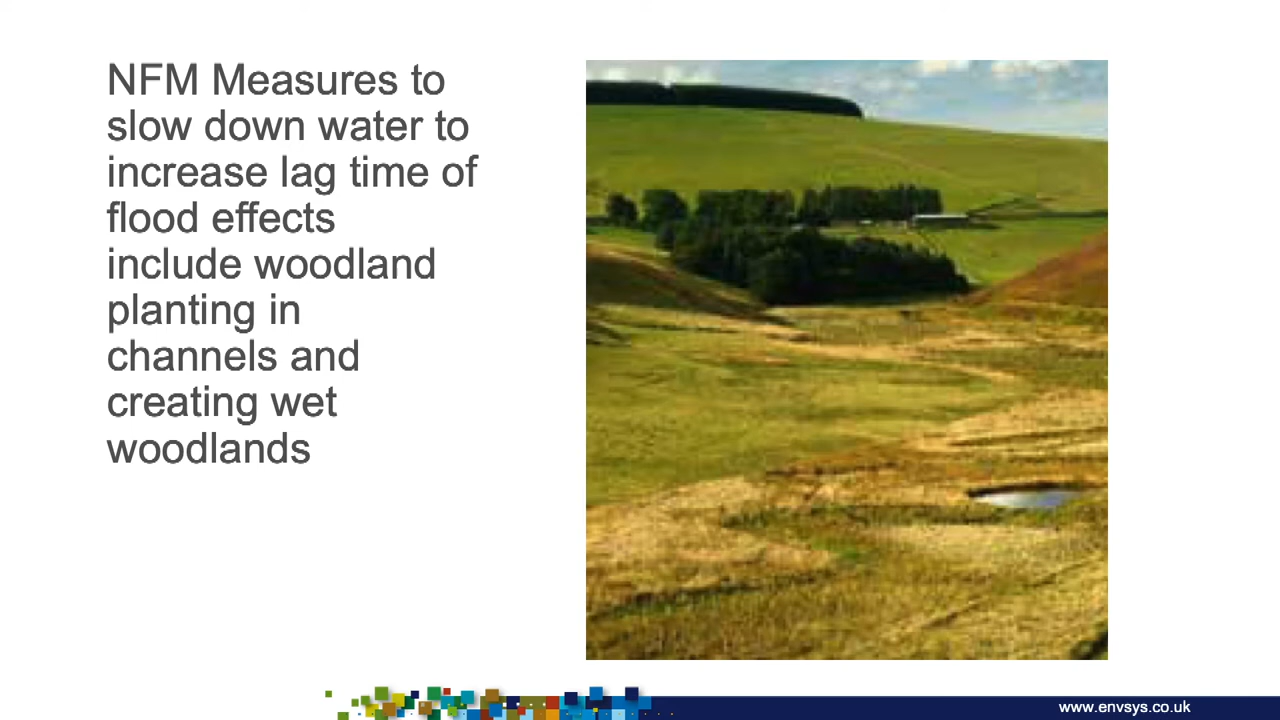 NFM Measures to
slow down water to
increase lag time of
flood effects
include woodland
planting in
channels and
creating wet
woodlands
www.envsys.co.uk